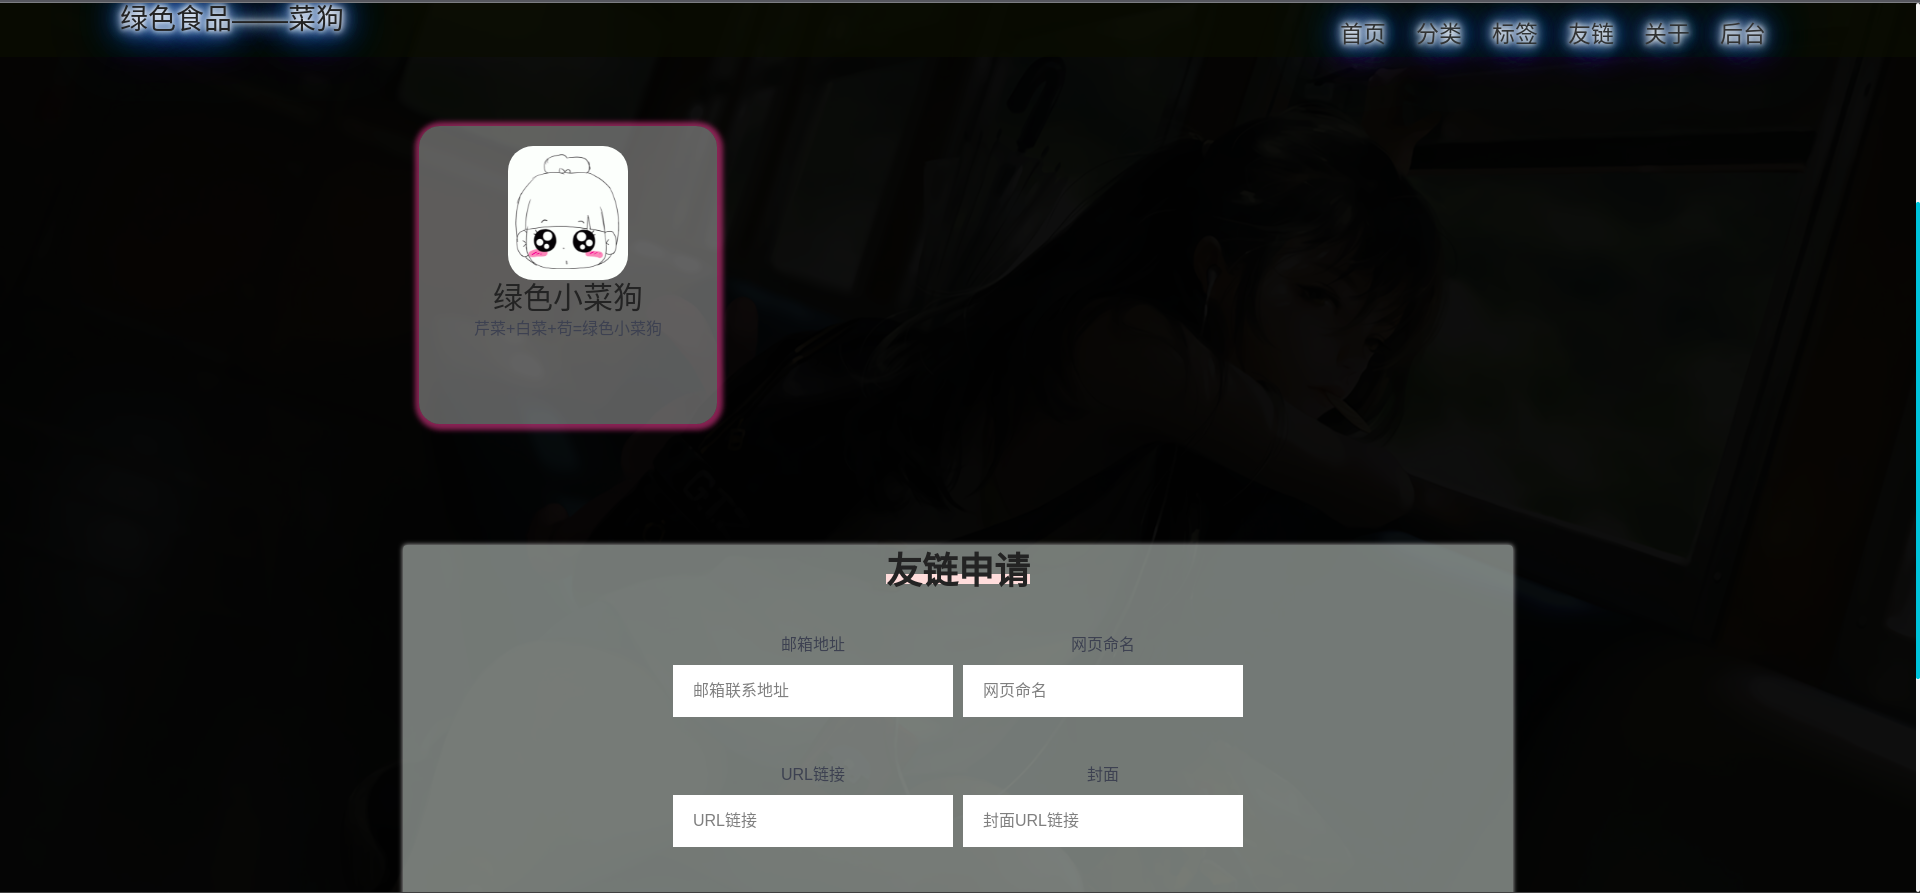 绿色食品——菜狗
首页 分类 标签 友链 关于 后台
绿色小菜狗
芹菜+白菜+苟=绿色小菜狗
友链申请
邮箱地址 网页命名
邮箱联系地址 网页命名
URL链接 封面
URL链接 封面URL链接